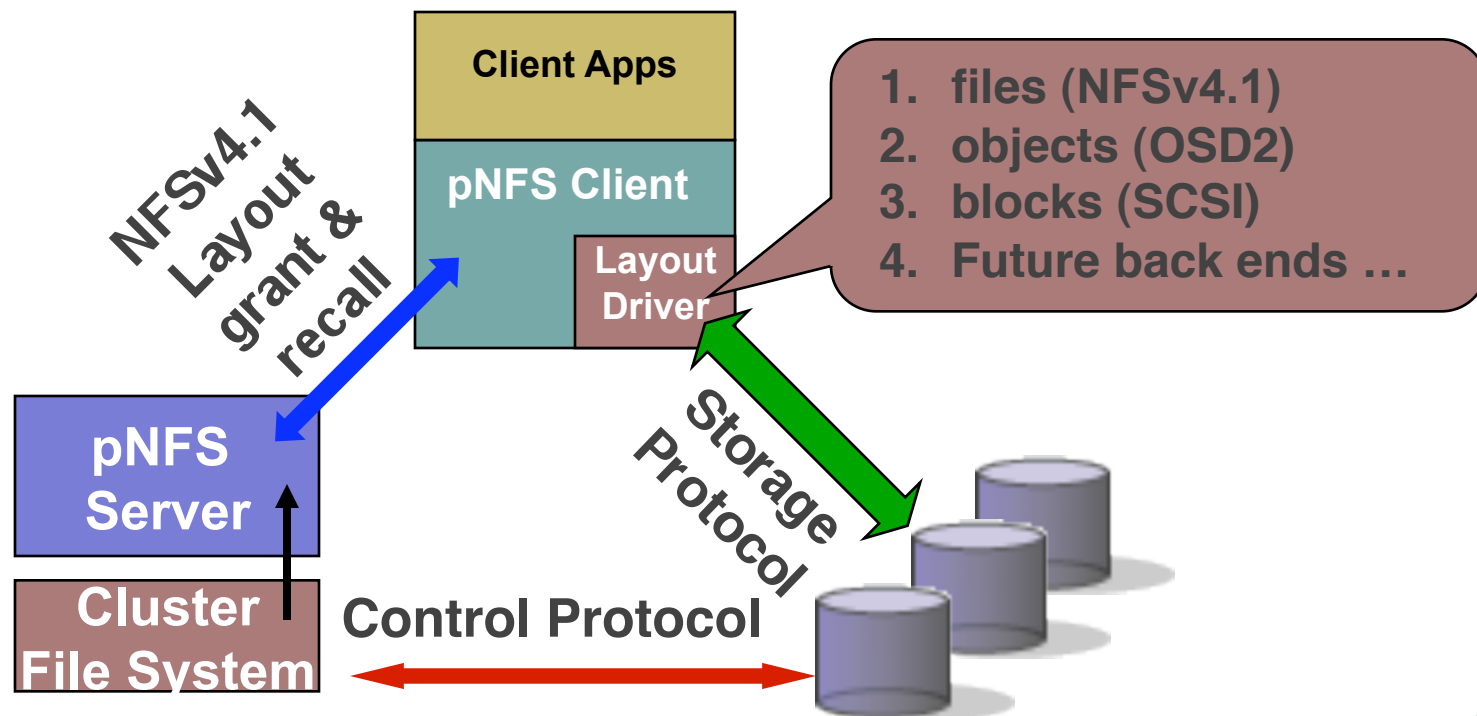 Client Apps
pNFS Client
Layout
Driver
1. files (NFSv4.1)
2. objects (OSD2)
3. blocks (SCSI)
4. Future back ends …
NFSv4.1
Layout
grant &
recall
pNFS
Server
Cluster
File System
Storage
Protocol
Control Protocol